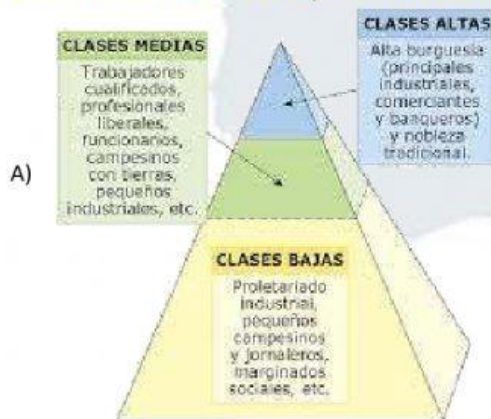 CLASES MEDIAS
Trabajadores
cualificados,
profesionales
liberales,
funcionarios,
campesinos
con tierras,
pequeños
industriales, etc.
CLASES ALTAS
Alta burguesía
(principales
industriales,
comerciantes
y banqueros)
y nobleza
tradicional.
A)
CLASES BAJAS
Proletariado
industrial,
pequeños
campesinos
y jornaleros,
marginados
sociales, etc.